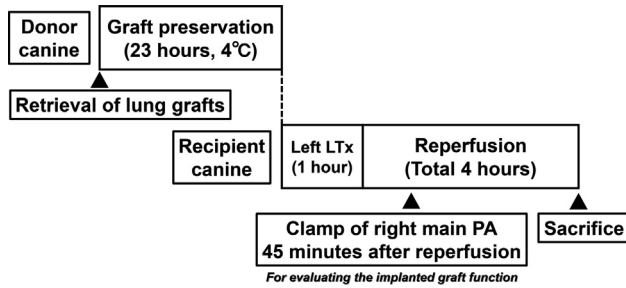 Donor
canine
Graft preservation
(23 hours, 4℃)
Retrieval of lung grafts
Recipient
canine
Left LTx
(1 hour)
Reperfusion
(Total 4 hours)
Clamp of right main PA
45 minutes after reperfusion
Sacrifice
For evaluating the implanted graft function